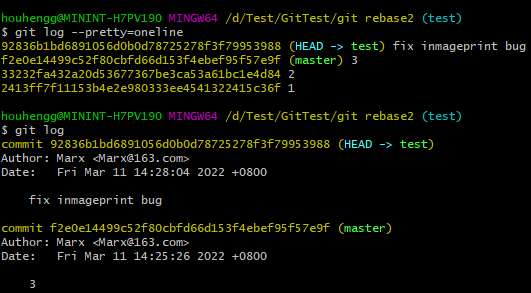 houhengg@MININT-H7PV190 MINGW64 /d/Test/GitTest/git rebase2 (test)
$ git log --pretty=oneline
92836b1bd6891056d0b0d78725278f3f79953988 (HEAD -> test) fix inmageprint bug
f2e0e14499c52f80cbfd66d153f4ebef95f57e9f (master) 3
33232fa432a20d53677367be3ca53a61bc1e4d84 2
2413ff7f11153b4e2e980333ee4541322415c36f 1
houhengg@MININT-H7PV190 MINGW64 /d/Test/GitTest/git rebase2 (test)
$ git log
commit 92836b1bd6891056d0b0d78725278f3f79953988 (HEAD -> test)
Author: Marx <Marx@163.com>
Date:   Fri Mar 11 14:28:04 2022 +0800
    fix inmageprint bug
commit f2e0e14499c52f80cbfd66d153f4ebef95f57e9f (master)
Author: Marx <Marx@163.com>
Date:   Fri Mar 11 14:25:26 2022 +0800
    3